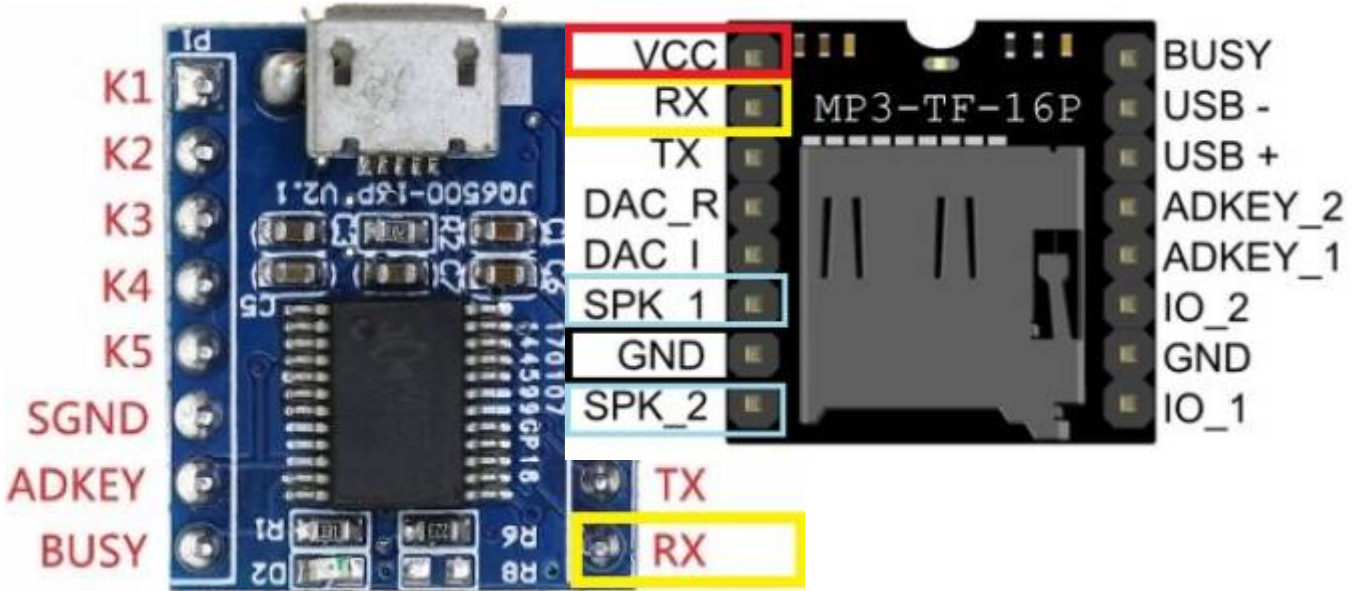 P1
K1
K2
K3
K4
K5
SGND
ADKEY
BUSY
JQ6500-16P V2.1
C3
R2
C1
C7
C6
C5
170107
R1
R6
D2
R8
TX
RX
VCC
RX
TX
DAC_R
DAC_I
SPK_1
GND
SPK_2
MP3-TF-16P
BUSY
USB -
USB +
ADKEY_2
ADKEY_1
IO_2
GND
IO_1